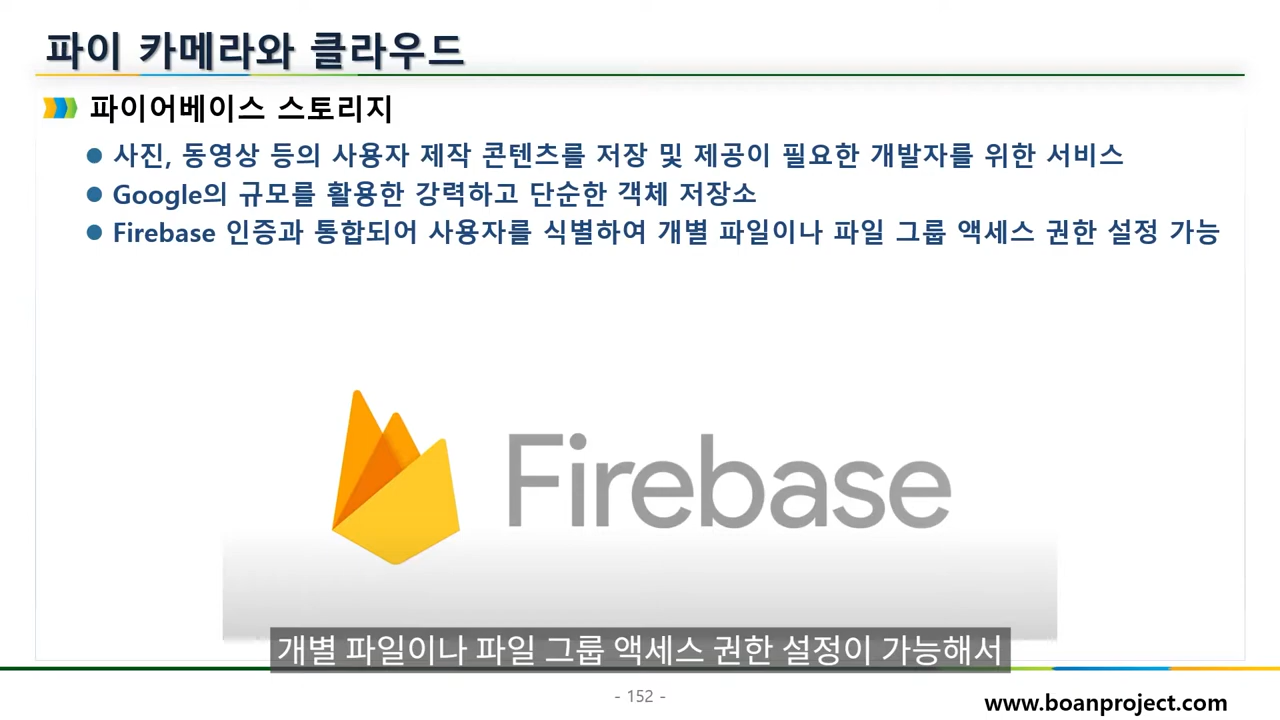 파이 카메라와 클라우드
파이어베이스 스토리지
사진, 동영상 등의 사용자 제작 콘텐츠를 저장 및 제공이 필요한 개발자를 위한 서비스
Google의 규모를 활용한 강력하고 단순한 객체 저장소
Firebase 인증과 통합되어 사용자를 식별하여 개별 파일이나 파일 그룹 액세스 권한 설정 가능
Firebase
개별 파일이나 파일 그룹 액세스 권한 설정이 가능해서
- 152 -
www.boanproject.com